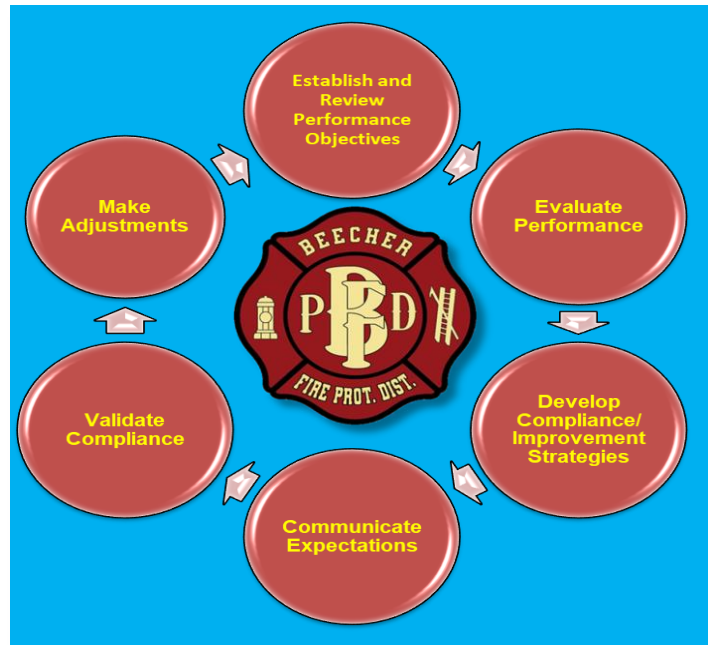 Establish and
Review
Performance
Objectives
Evaluate
Performance
Develop
Compliance/
Improvement
Strategies
Communicate
Expectations
Validate
Compliance
Make
Adjustments
BEECHER
P BF D
FIRE PROT. DIST.